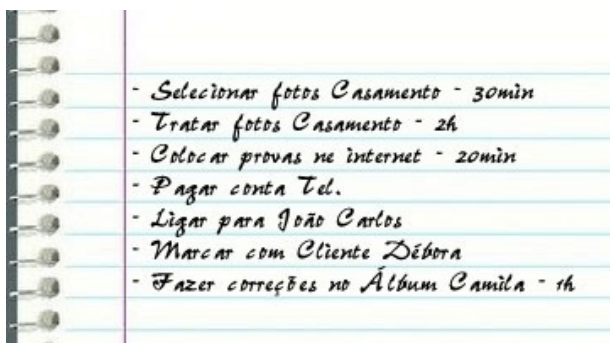 - Selecionar fotos Casamento - 30min
- Tratar fotos Casamento - 2h
- Colocar provas ne internet - 20min
- Pagar conta Tel.
- Ligar para João Carlos
- Marcar com Cliente Débora
- Fazer correções no Álbum Camila - 1h